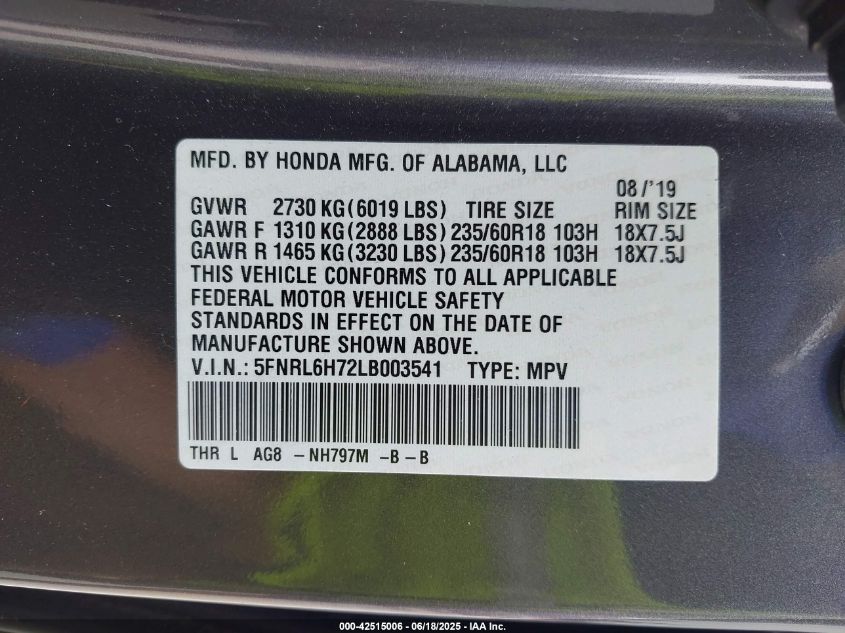 MFD. BY HONDA MFG. OF ALABAMA, LLC
08/'19
GVWR 2730 KG(6019 LBS) TIRE SIZE RIM SIZE
GAWR F 1310 KG(2888 LBS) 235/60R18 103H 18X7.5J
GAWR R 1465 KG(3230 LBS) 235/60R18 103H 18X7.5J
THIS VEHICLE CONFORMS TO ALL APPLICABLE
FEDERAL MOTOR VEHICLE SAFETY
STANDARDS IN EFFECT ON THE DATE OF
MANUFACTURE SHOWN ABOVE.
V.I.N.: 5FNRL6H72LB003541 TYPE: MPV
THR L AG8 -NH797M -B-B
000-42515006 - 06/18/2025 - IAA Inc.